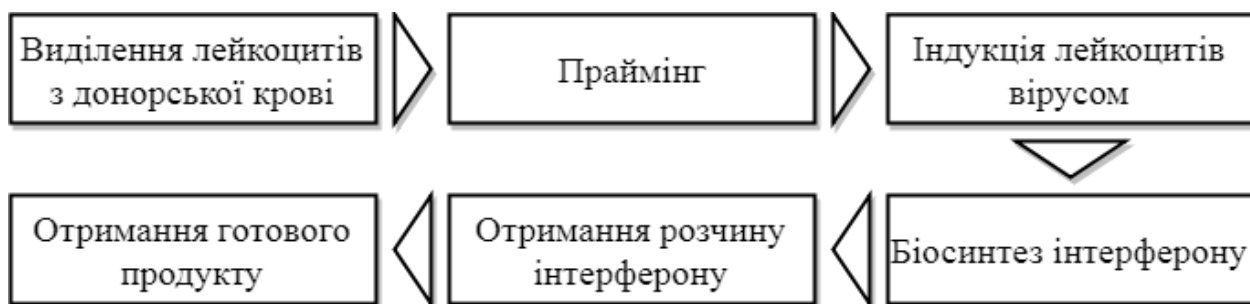 Виділення лейкоцитів
з донорської крові
Праймінг
Індукція лейкоцитів
вірусом
Біосинтез інтерферону
Отримання розчину
інтерферону
Отримання готового
продукту